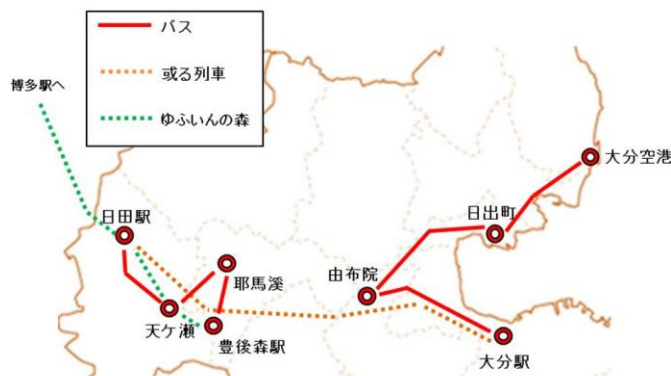 バス
或る列車
ゆふいんの森
博多駅へ
大分空港
日田駅
日出町
耶馬溪
由布院
天ケ瀬
豊後森駅
大分駅